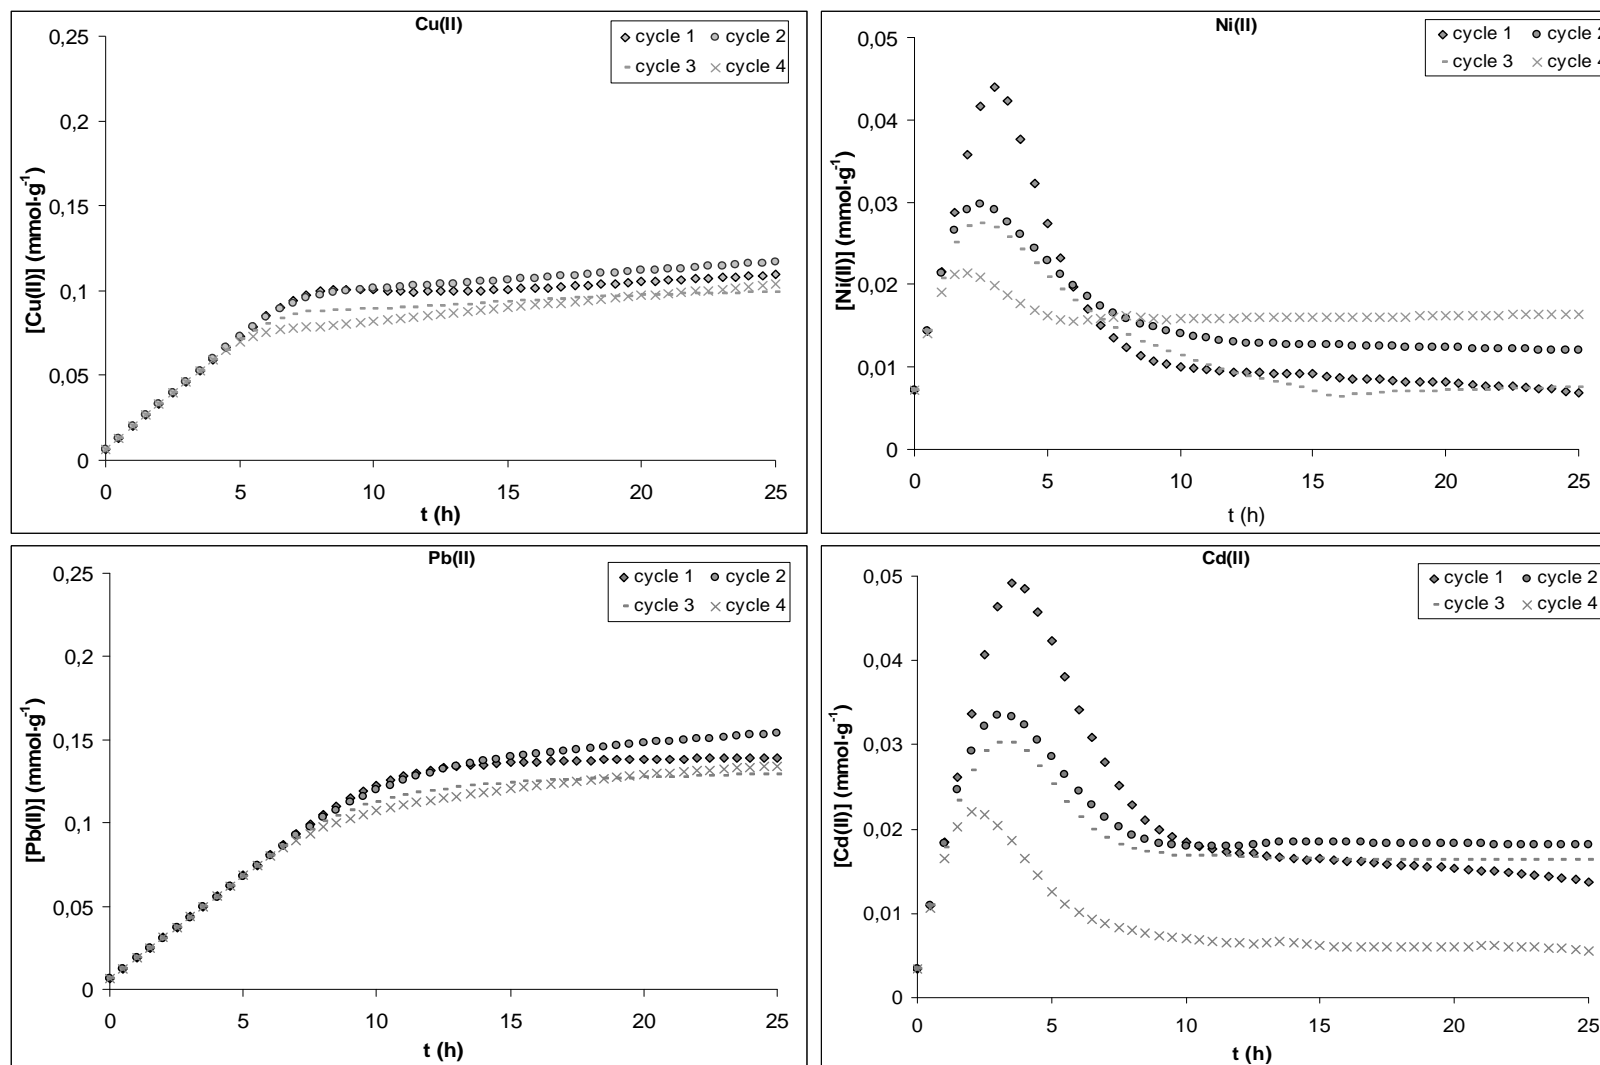 Cu(II)
cycle 1 cycle 2
cycle 3 cycle 4
0,25
0,2
0,15
0,1
0,05
0
[Cu(II)] (mmol·g-1)
0 5 10 15 20 25
t (h)
Ni(II)
cycle 1 cycle 2
cycle 3 cycle 4
0,05
0,04
0,03
0,02
0,01
0
[Ni(II)] (mmol·g-1)
0 5 10 15 20 25
t (h)
Pb(II)
cycle 1 cycle 2
cycle 3 cycle 4
0,25
0,2
0,15
0,1
0,05
0
[Pb(II)] (mmol·g-1)
0 5 10 15 20 25
t (h)
Cd(II)
cycle 1 cycle 2
cycle 3 cycle 4
0,05
0,04
0,03
0,02
0,01
0
[Cd(II)] (mmol·g-1)
0 5 10 15 20 25
t (h)